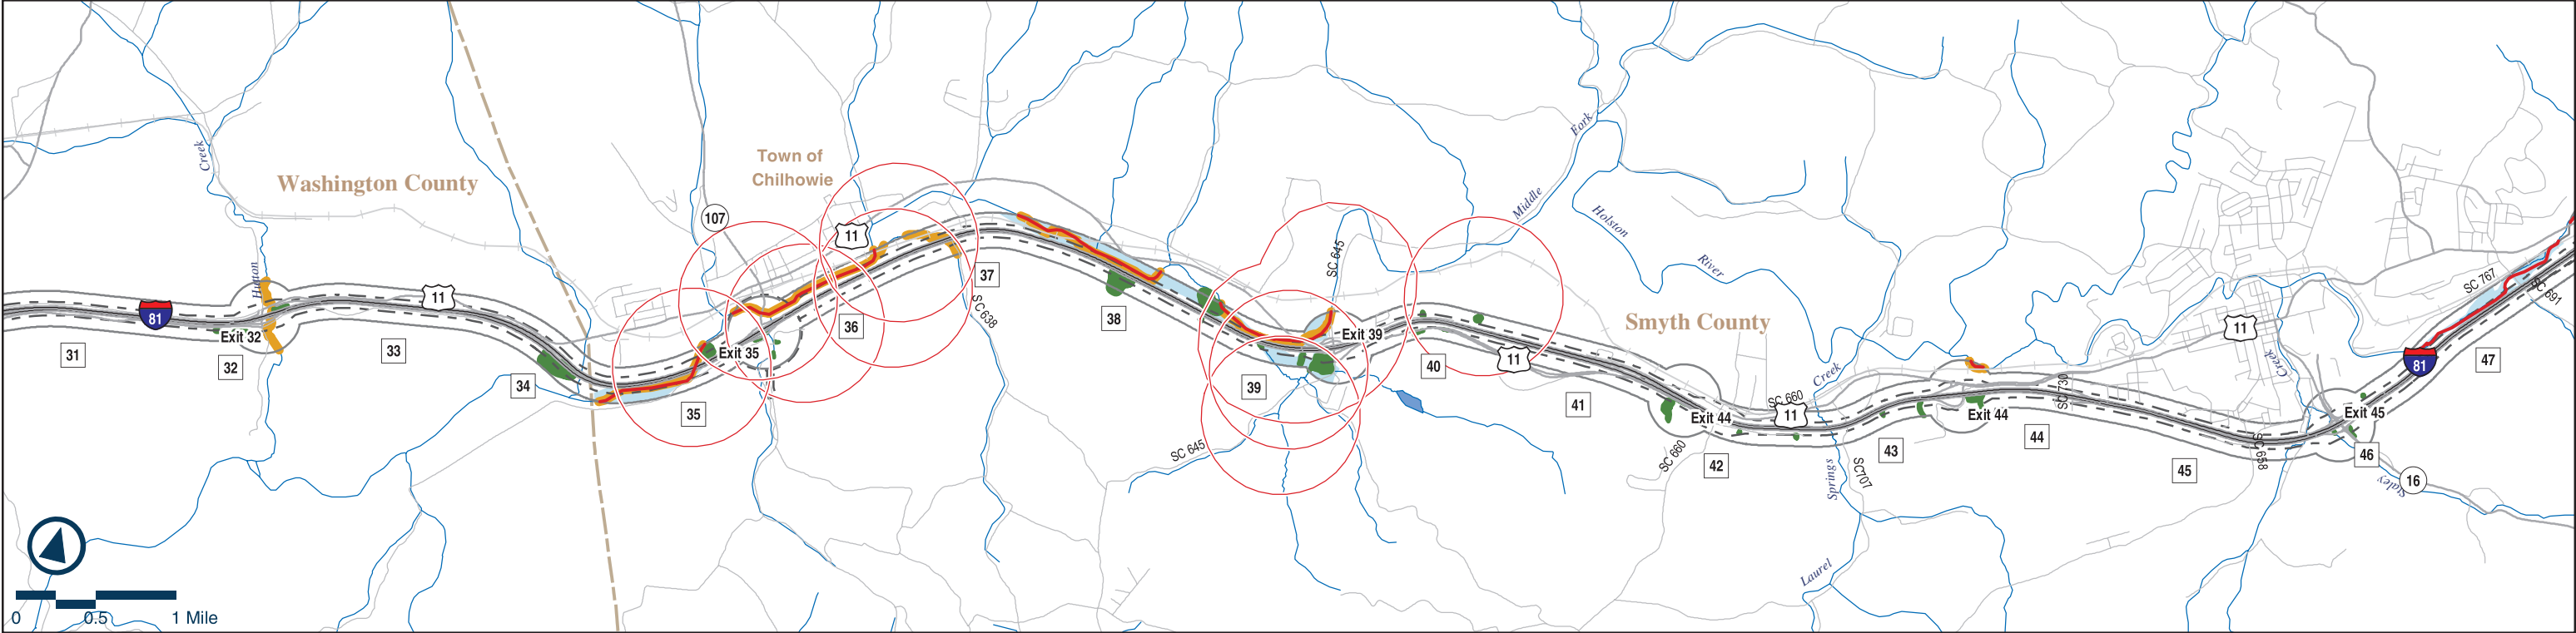 Creek
Washington County
Hutton
11
81
Exit 32
31
32
33
34
35
Town of
Chilhowie
107
11
Exit 35
36
37
SC 638
38
SC 645
Exit 39
39
SC 645
40
Middle
Fork
Holston
River
11
41
Smyth County
Exit 44
SC 660
SC 660
11
42
Creek
Springs
Laurel
SC707
43
Exit 44
44
SC 730
45
SC 658
11
Creek
Exit 45
46
16
Staley
81
47
SC 767
SC 691
0
0.5
1 Mile